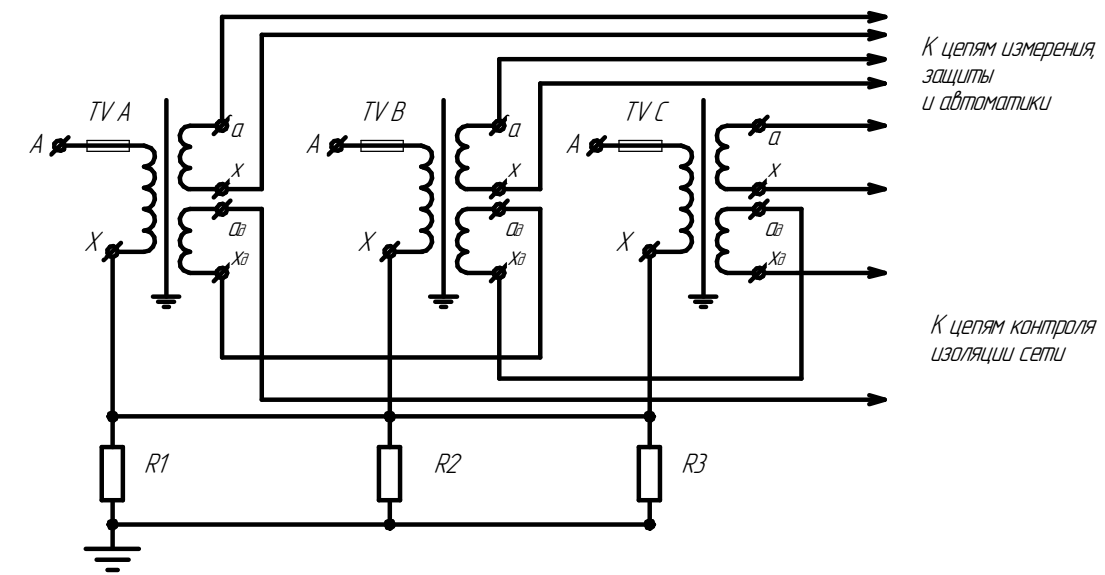 К цепям измерения,
защиты
и автоматики
TV A
TV B
TV C
A
a
x
X
aд
xд
A
a
x
X
aд
xд
A
a
x
X
aд
xд
К цепям контроля
изоляции сети
R1
R2
R3